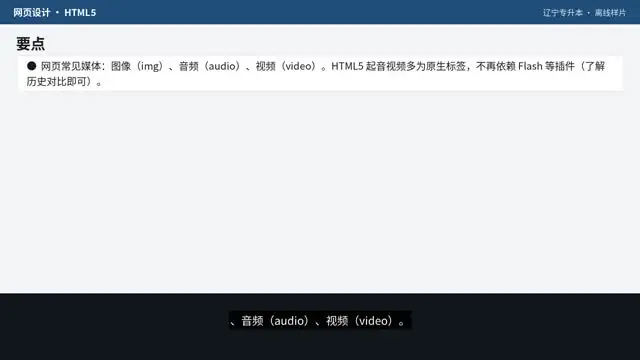 网页设计 · HTML5
辽宁专升本 · 离线样片
要点
● 网页常见媒体：图像（img）、音频（audio）、视频（video）。HTML5 起音视频多为原生标签，不再依赖 Flash 等插件（了解
历史对比即可）。
、音频（audio）、视频（video）。